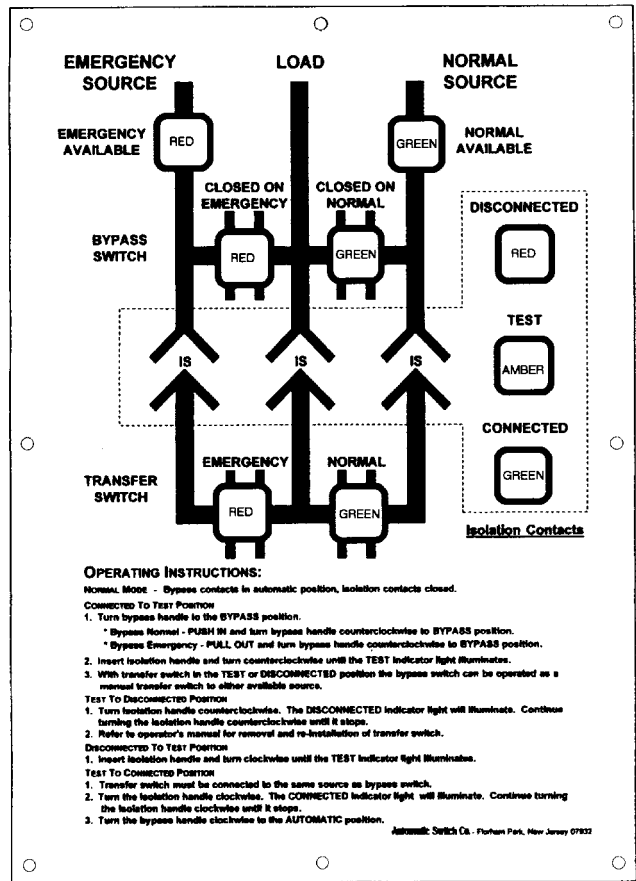 EMERGENCY SOURCE
LOAD
NORMAL SOURCE
EMERGENCY AVAILABLE
RED
GREEN
NORMAL AVAILABLE
CLOSED ON EMERGENCY
CLOSED ON NORMAL
DISCONNECTED
BYPASS SWITCH
RED
GREEN
RED
TEST
IS
IS
IS
AMBER
CONNECTED
EMERGENCY
NORMAL
TRANSFER SWITCH
RED
GREEN
GREEN
Isolation Contacts
OPERATING INSTRUCTIONS:
NORMAL MODE - Bypass contacts in automatic position, isolation contacts closed.
CONNECTED TO TEST POSITION
1. Turn bypass handle to the BYPASS position.
* Bypass Normal - PUSH IN and turn bypass handle counterclockwise to BYPASS position.
* Bypass Emergency - PULL OUT and turn bypass handle counterclockwise to BYPASS position.
2. Insert isolation handle and turn counterclockwise until the TEST indicator light illuminates.
3. With transfer switch in the TEST or DISCONNECTED position the bypass switch can be operated as a
manual transfer switch to either available source.
TEST TO DISCONNECTED POSITION
1. Turn isolation handle counterclockwise. The DISCONNECTED indicator light will illuminate. Continue
turning the isolation handle counterclockwise until it stops.
2. Refer to operator's manual for removal and re-installation of transfer switch.
DISCONNECTED TO TEST POSITION
1. Insert isolation handle and turn clockwise until the TEST indicator light illuminates.
TEST TO CONNECTED POSITION
1. Transfer switch must be connected to the same source as bypass switch.
2. Turn the isolation handle clockwise. The CONNECTED indicator light will illuminate. Continue turning
the isolation handle clockwise until it stops.
3. Turn the bypass handle clockwise to the AUTOMATIC position.
Automatic Switch Co. - Florham Park, New Jersey 07932